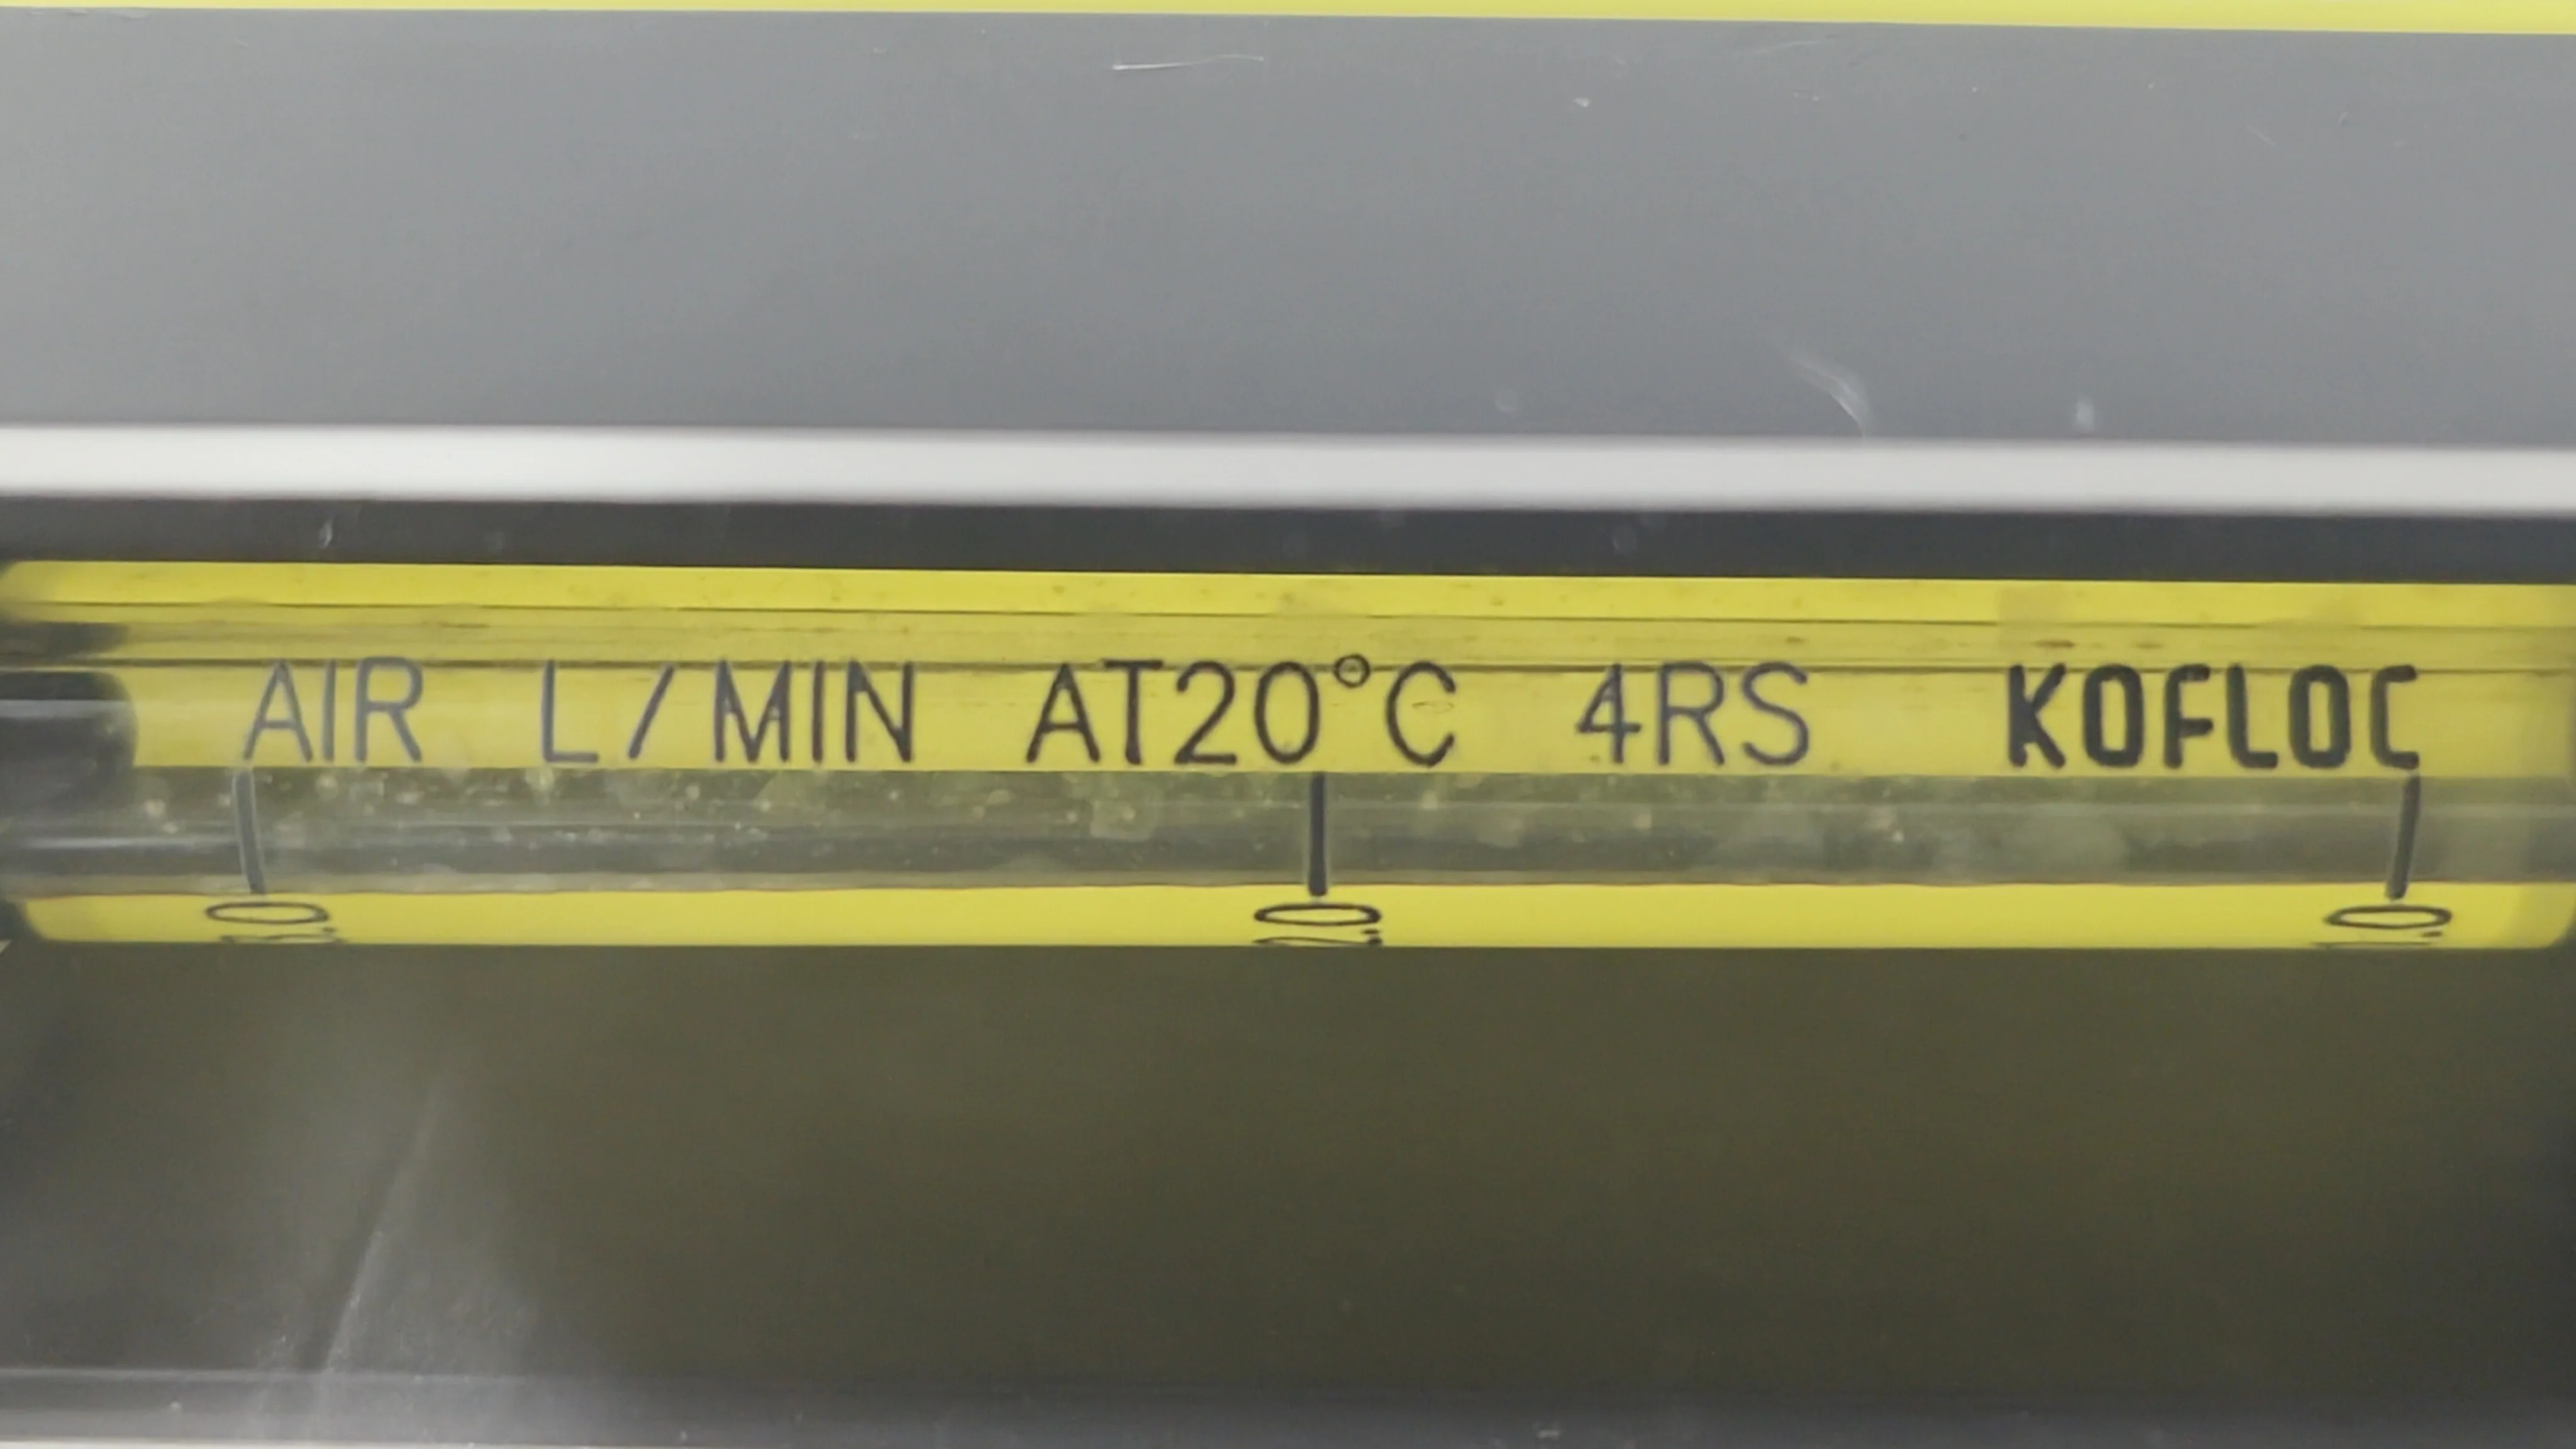 AIR L/MIN AT20°C 4RS KOFLOC